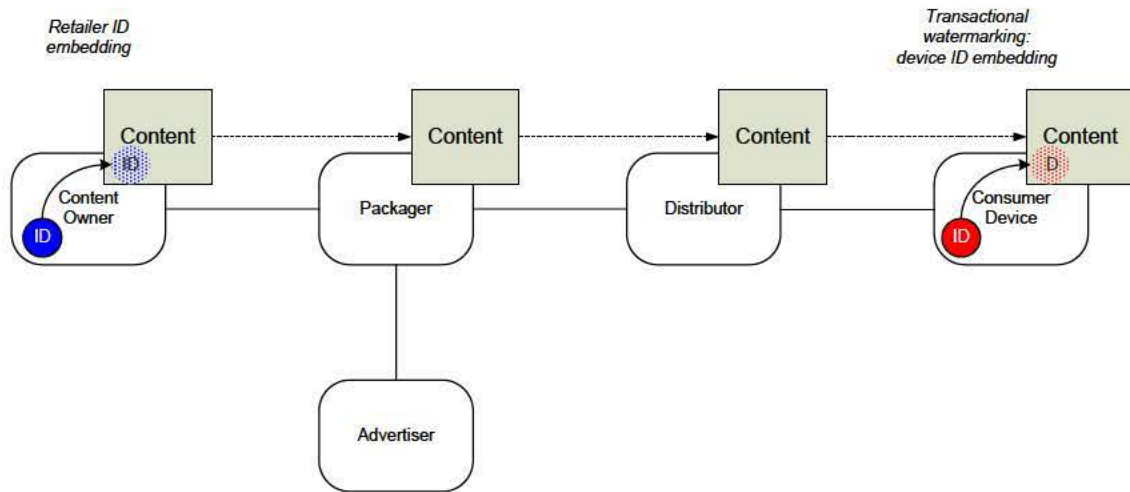 Retailer ID
embedding
Transactional
watermarking:
device ID embedding
Content
Content
Content
Content
ID
D
Content
Owner
ID
Packager
Distributor
Consumer
Device
ID
Advertiser